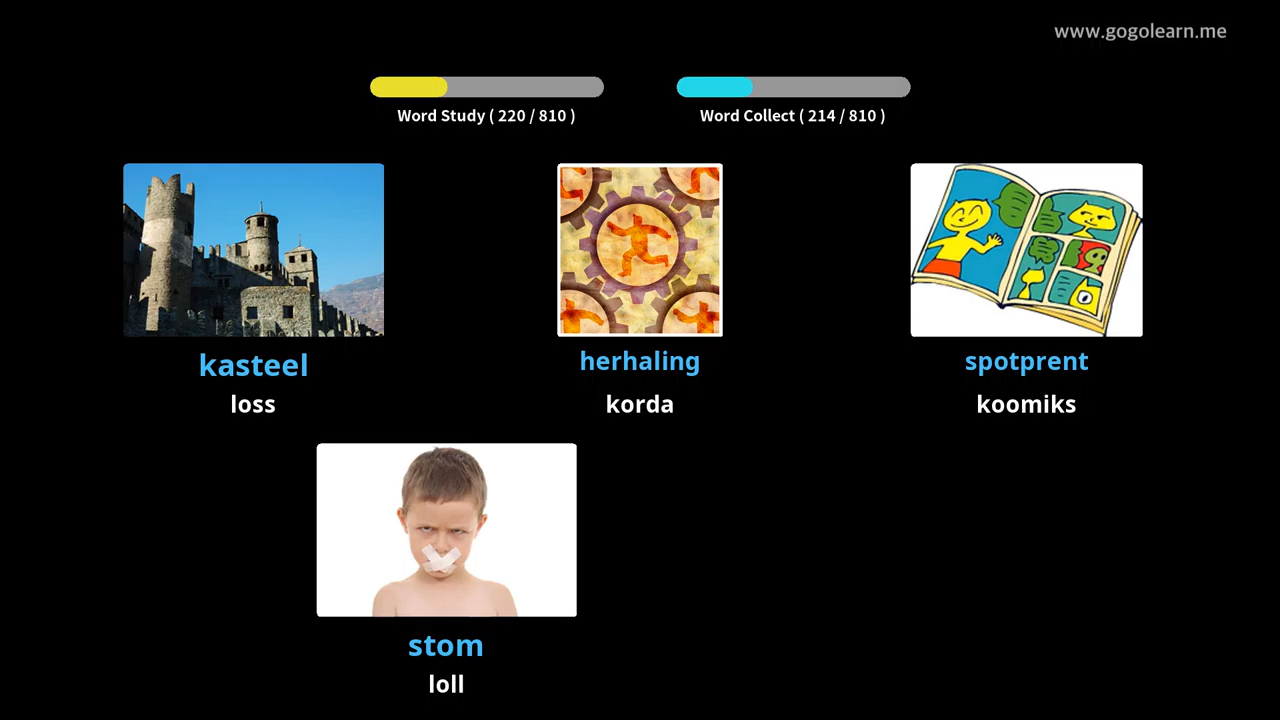 www.gogolearn.me
Word Study ( 220 / 810 )
Word Collect ( 214 / 810 )
kasteel
loss
herhaling
korda
spotprent
koomiks
stom
loll